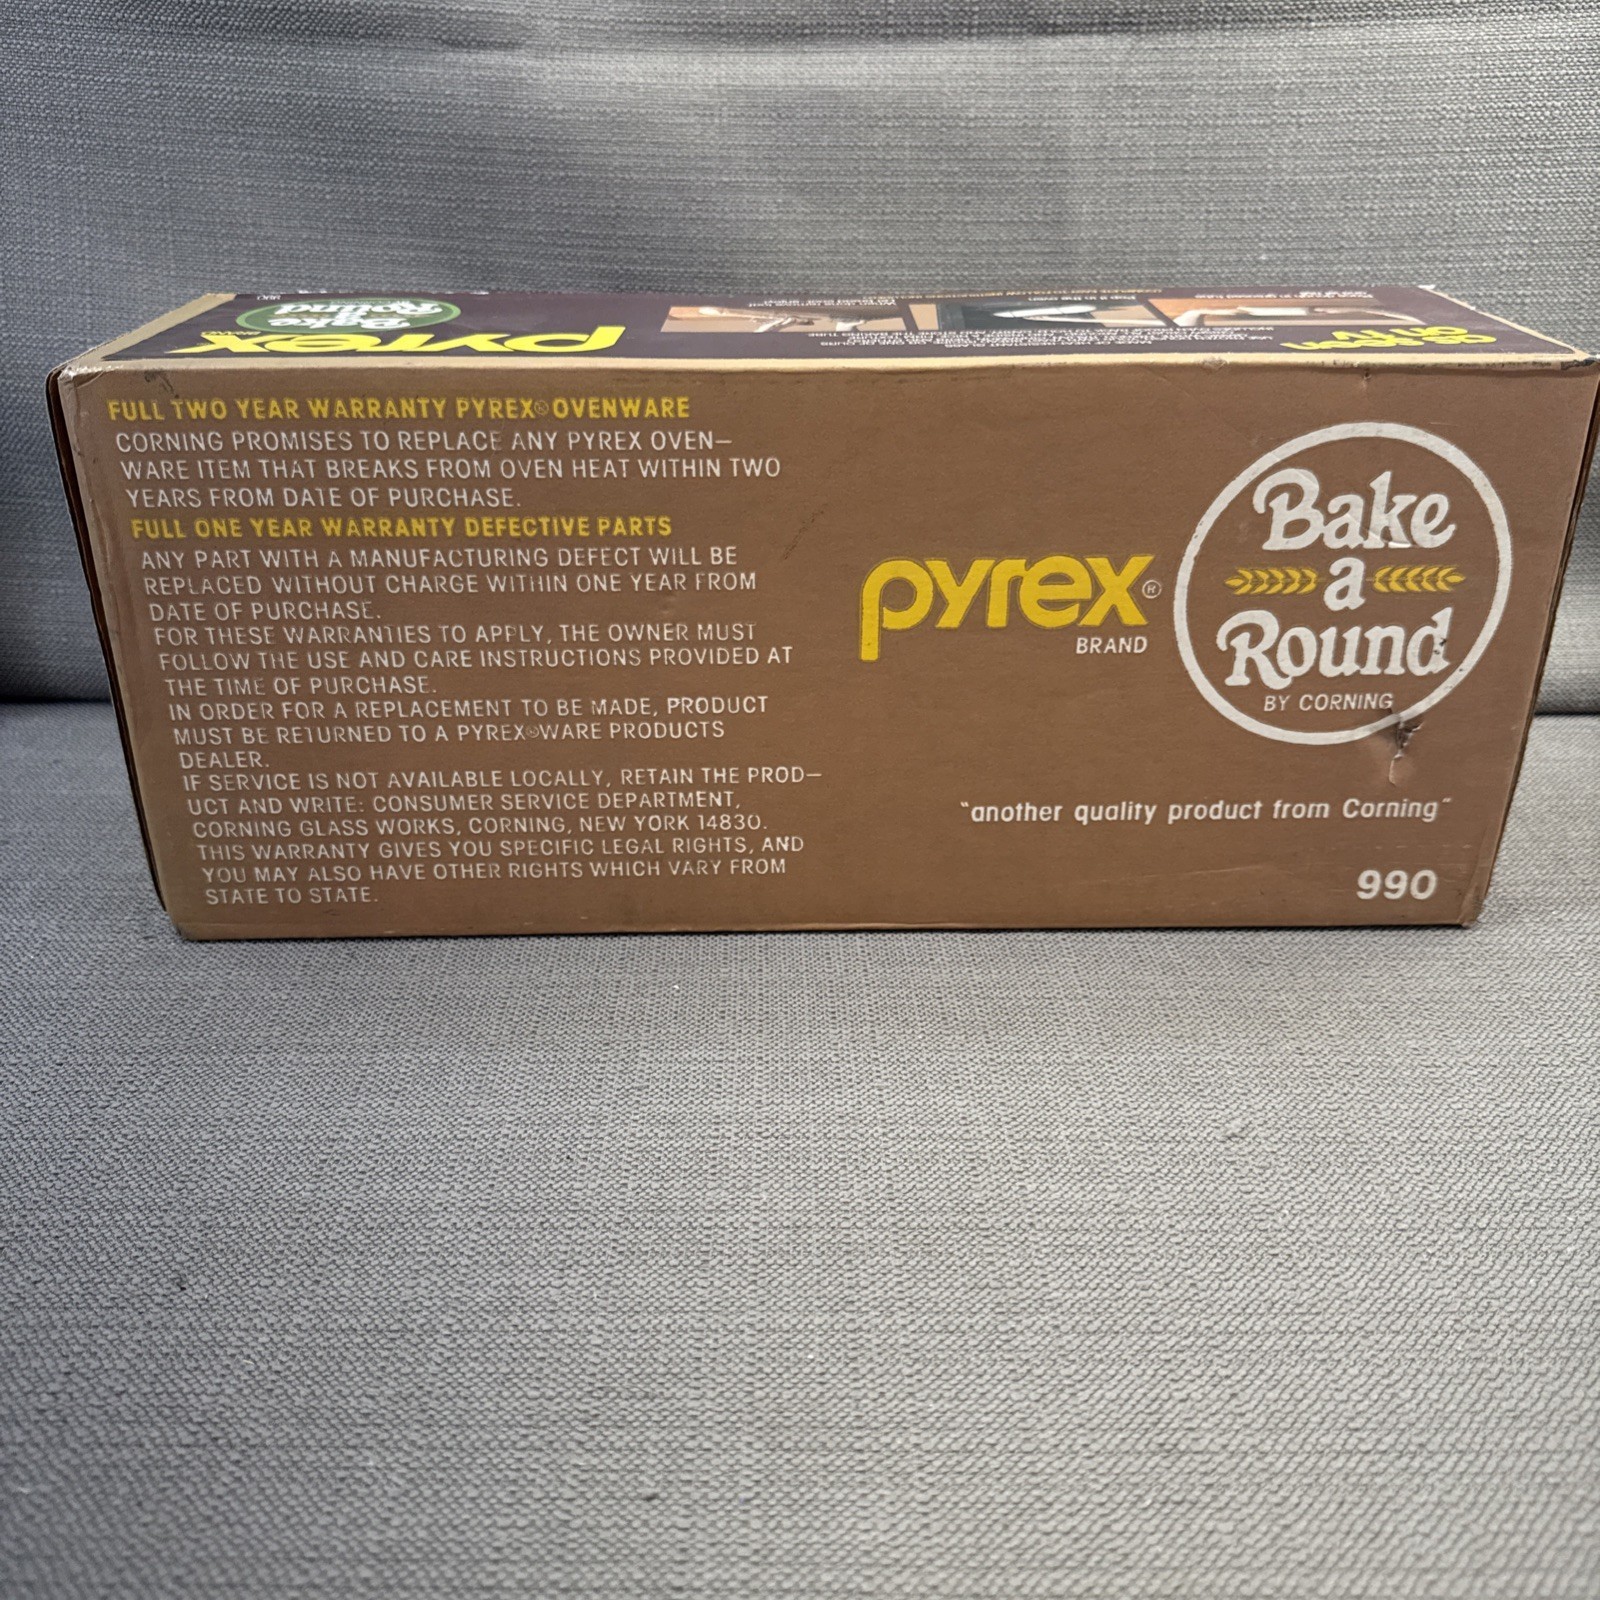 Bake
a
Round
pyrex
as seen
on TV
FULL TWO YEAR WARRANTY PYREX® OVENWARE
CORNING PROMISES TO REPLACE ANY PYREX OVEN–
WARE ITEM THAT BREAKS FROM OVEN HEAT WITHIN TWO
YEARS FROM DATE OF PURCHASE.
FULL ONE YEAR WARRANTY DEFECTIVE PARTS
ANY PART WITH A MANUFACTURING DEFECT WILL BE
REPLACED WITHOUT CHARGE WITHIN ONE YEAR FROM
DATE OF PURCHASE.
FOR THESE WARRANTIES TO APPLY, THE OWNER MUST
FOLLOW THE USE AND CARE INSTRUCTIONS PROVIDED AT
THE TIME OF PURCHASE.
IN ORDER FOR A REPLACEMENT TO BE MADE, PRODUCT
MUST BE RETURNED TO A PYREX® WARE PRODUCTS
DEALER.
IF SERVICE IS NOT AVAILABLE LOCALLY, RETAIN THE PROD–
UCT AND WRITE: CONSUMER SERVICE DEPARTMENT,
CORNING GLASS WORKS, CORNING, NEW YORK 14830.
THIS WARRANTY GIVES YOU SPECIFIC LEGAL RIGHTS, AND
YOU MAY ALSO HAVE OTHER RIGHTS WHICH VARY FROM
STATE TO STATE.
pyrex®
BRAND
Bake
a
Round
BY CORNING
"another quality product from Corning"
990